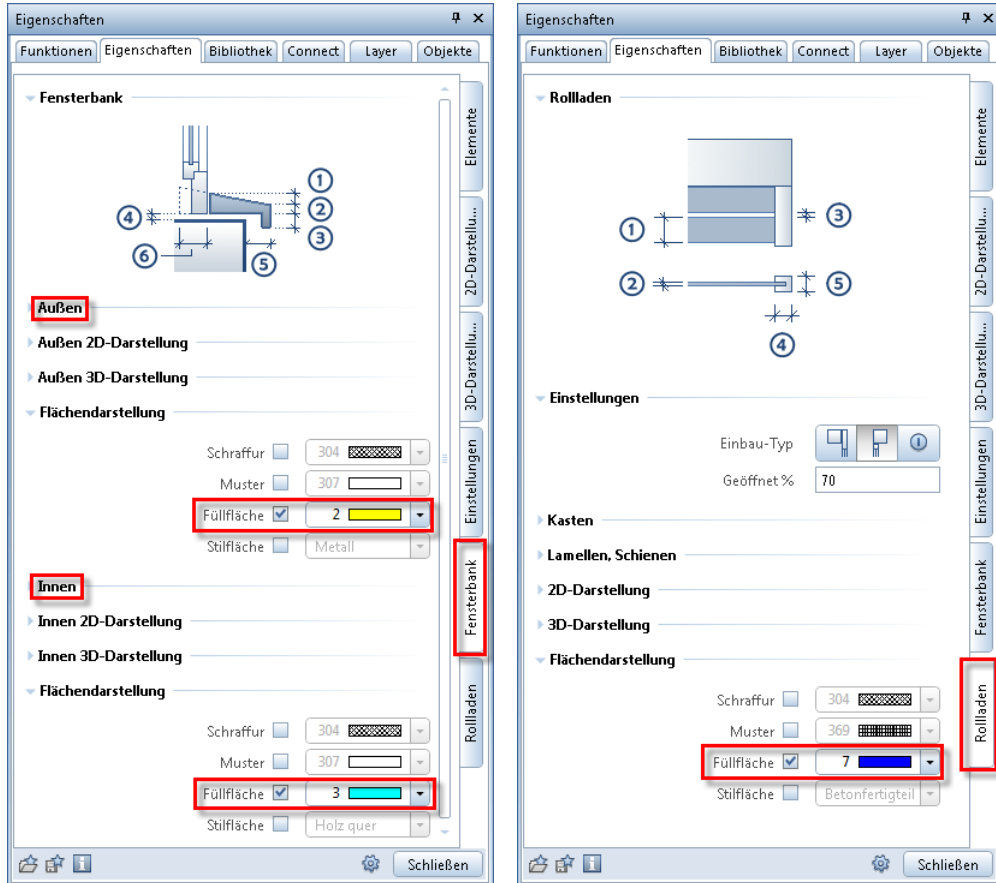 Eigenschaften
Funktionen Eigenschaften Bibliothek Connect Layer Objekte
Fensterbank
1
2
3
4
5
6
Außen
Außen 2D-Darstellung
Außen 3D-Darstellung
Flächendarstellung
Schraffur 304
Muster 307
Füllfläche 2
Stilfläche Metall
Innen
Innen 2D-Darstellung
Innen 3D-Darstellung
Flächendarstellung
Schraffur 304
Muster 307
Füllfläche 3
Stilfläche Holz quer
Schließen
Elemente
2D-Darstellu...
3D-Darstellu...
Einstellungen
Fensterbank
Rollladen
Eigenschaften
Funktionen Eigenschaften Bibliothek Connect Layer Objekte
Rollladen
1
3
2
5
4
Einstellungen
Einbau-Typ
Geöffnet % 70
Kasten
Lamellen, Schienen
2D-Darstellung
3D-Darstellung
Flächendarstellung
Schraffur 304
Muster 369
Füllfläche 7
Stilfläche Betonfertigteil
Schließen
Elemente
2D-Darstellu...
3D-Darstellu...
Einstellungen
Fensterbank
Rollladen